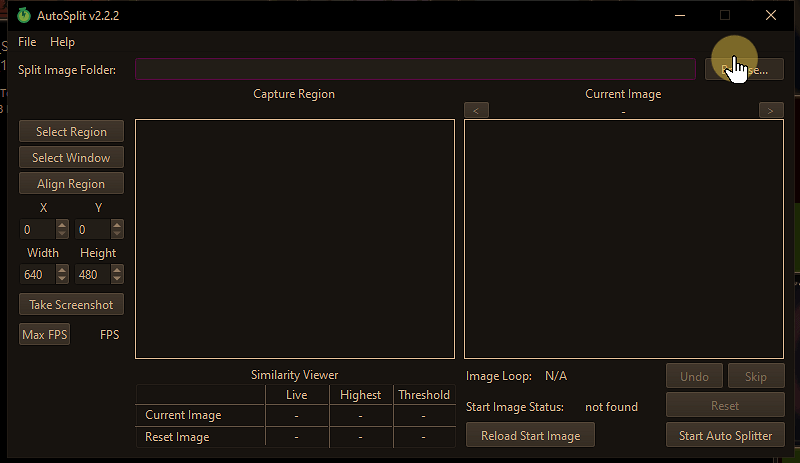 AutoSplit v2.2.2
File Help
Split Image Folder:
Capture Region
Current Image
< - >
Select Region
Select Window
Align Region
X Y
0 0
Width Height
640 480
Take Screenshot
Max FPS FPS
Similarity Viewer
Live Highest Threshold
Current Image - - -
Reset Image - - -
Image Loop: N/A
Undo Skip
Start Image Status: not found
Reset
Reload Start Image
Start Auto Splitter